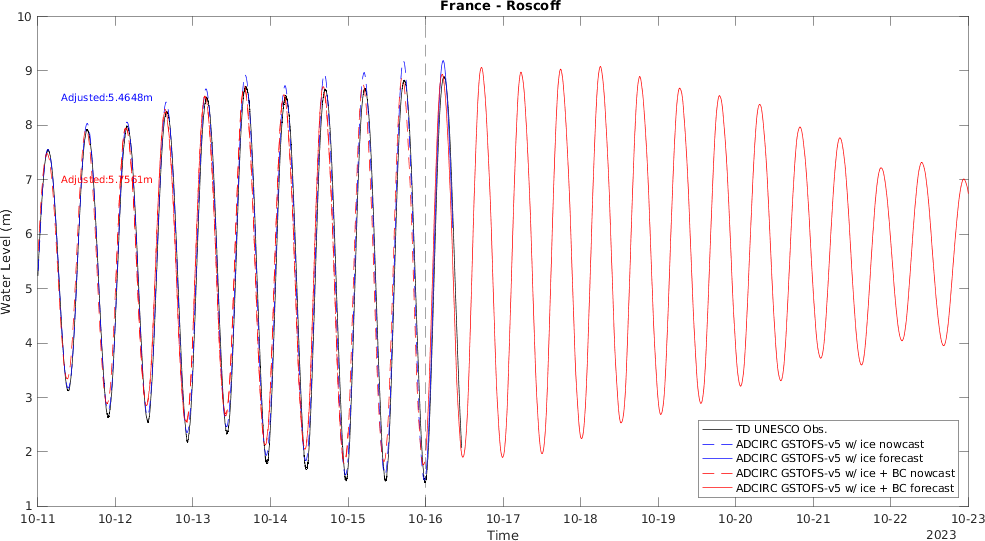 France - Roscoff
10
9
8
7
6
5
4
3
2
1
Water Level (m)
Adjusted:5.4648m
Adjusted:5.7561m
TD UNESCO Obs.
ADCIRC GSTOFS-v5 w/ ice nowcast
ADCIRC GSTOFS-v5 w/ ice forecast
ADCIRC GSTOFS-v5 w/ ice + BC nowcast
ADCIRC GSTOFS-v5 w/ ice + BC forecast
10-11 10-12 10-13 10-14 10-15 10-16 10-17 10-18 10-19 10-20 10-21 10-22 10-23
Time
2023